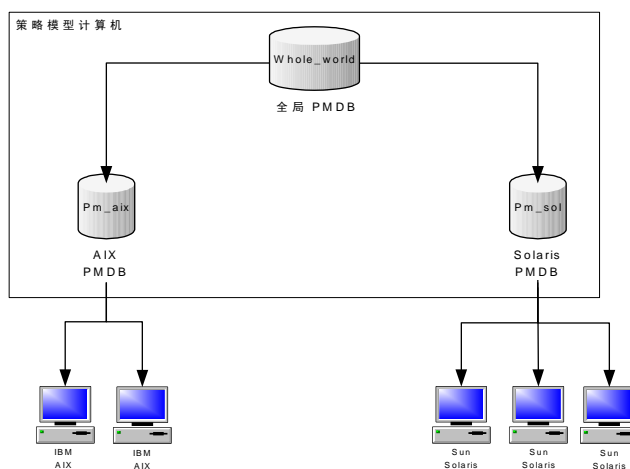 策略模型计算机
Whole_world
全局 PMDB
Pm_aix
Pm_sol
AIX
PMDB
Solaris
PMDB
IBM
AIX
IBM
AIX
Sun
Solaris
Sun
Solaris
Sun
Solaris